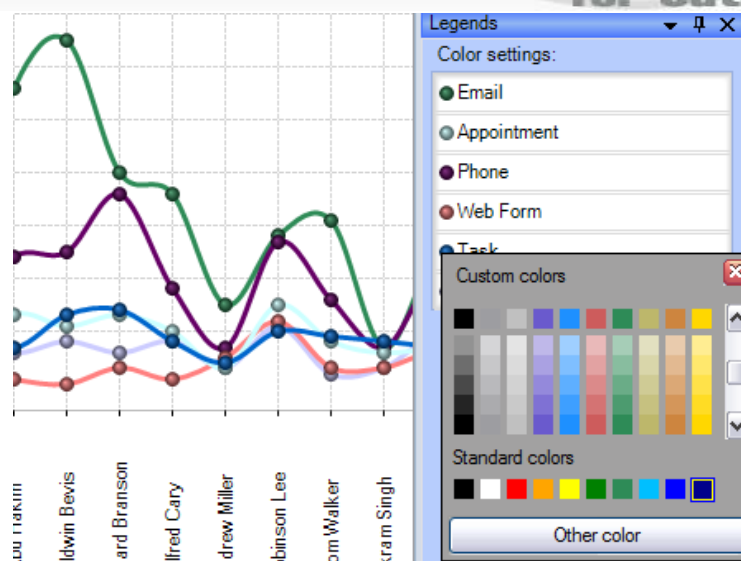 Legends
Color settings:
Email
Appointment
Phone
Web Form
Task
Custom colors
Standard colors
Other color
ldwin Bevis
ard Branson
lfred Cary
drew Miller
binson Lee
om Walker
kram Singh